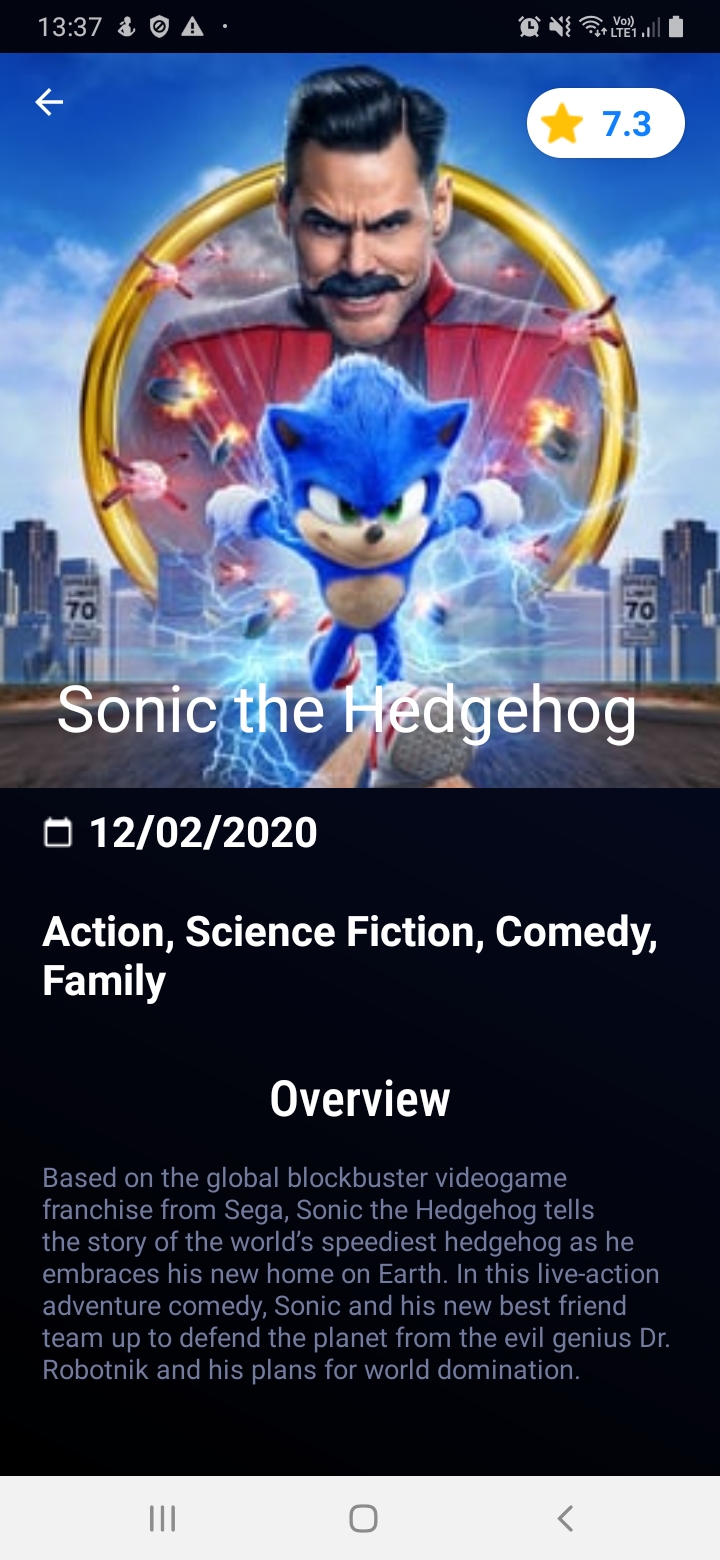 13:37
Vo))
LTE1
7.3
SPEED
LIMIT
70
SPEED
LIMIT
70
Sonic the Hedgehog
12/02/2020
Action, Science Fiction, Comedy,
Family
Overview
Based on the global blockbuster videogame
franchise from Sega, Sonic the Hedgehog tells
the story of the world’s speediest hedgehog as he
embraces his new home on Earth. In this live-action
adventure comedy, Sonic and his new best friend
team up to defend the planet from the evil genius Dr.
Robotnik and his plans for world domination.